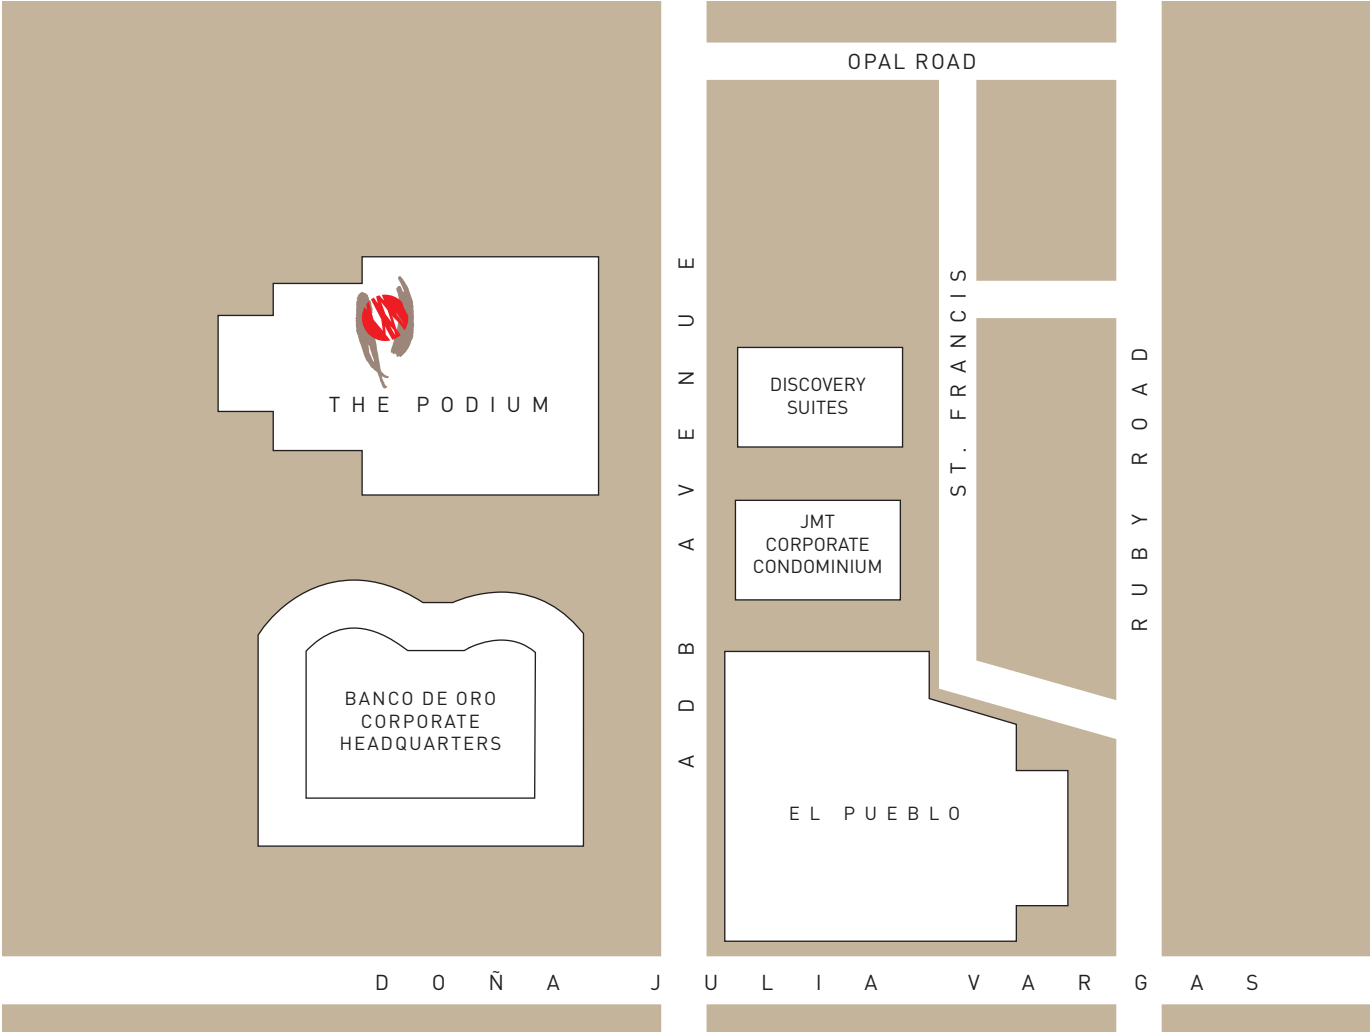 OPAL ROAD
ADB AVENUE
ST. FRANCIS
RUBY ROAD
THE PODIUM
DISCOVERY
SUITES
JMT
CORPORATE
CONDOMINIUM
BANCO DE ORO
CORPORATE
HEADQUARTERS
EL PUEBLO
DOÑA JULIA VARGAS